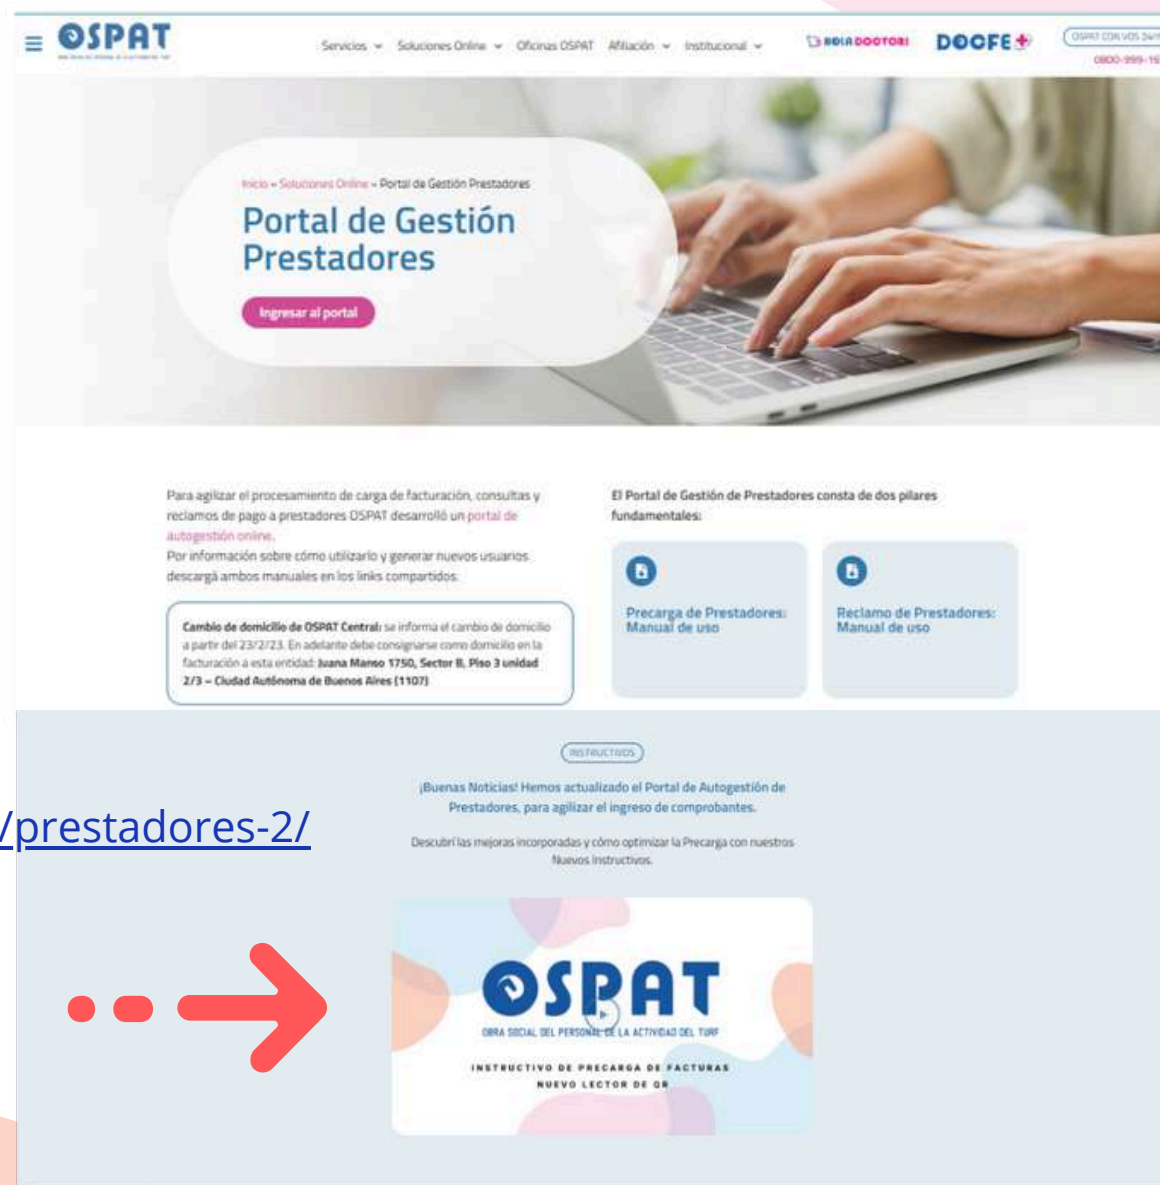 OSPAT
Servicios
Soluciones Online
Oficinas OSPAT
Afiliación
Institucional
HOLA DOCTOR!
DOCFE+
OSPAT CON VOS
0800-999-16
Inicio » Soluciones Online » Portal de Gestión Prestadores
Portal de Gestión
Prestadores
Ingresar al portal
Para agilizar el procesamiento de carga de facturación, consultas y
reclamos de pago a prestadores OSPAT desarrolló un portal de
autogestión online.
Por información sobre cómo utilizarlo y generar nuevos usuarios
descargá ambos manuales en los links compartidos.
Cambio de domicilio de OSPAT Central: se informa el cambio de domicilio
a partir del 23/2/23. En adelante debe consignarse como domicilio en la
facturación a esta entidad: Juana Manso 1750, Sector B, Piso 3 unidad
2/3 – Ciudad Autónoma de Buenos Aires (1107)
El Portal de Gestión de Prestadores consta de dos pilares
fundamentales:
Precarga de Prestadores:
Manual de uso
Reclamo de Prestadores:
Manual de uso
INSTRUCTIVOS
¡Buenas Noticias! Hemos actualizado el Portal de Autogestión de
Prestadores, para agilizar el ingreso de comprobantes.
/prestadores-2/
Descubrí las mejoras incorporadas y cómo optimizar la Precarga con nuestros
Nuevos Instructivos.
OSPAT
OBRA SOCIAL DEL PERSONAL DE LA ACTIVIDAD DEL TURF
INSTRUCTIVO DE PRECARGA DE FACTURAS
NUEVO LECTOR DE QR